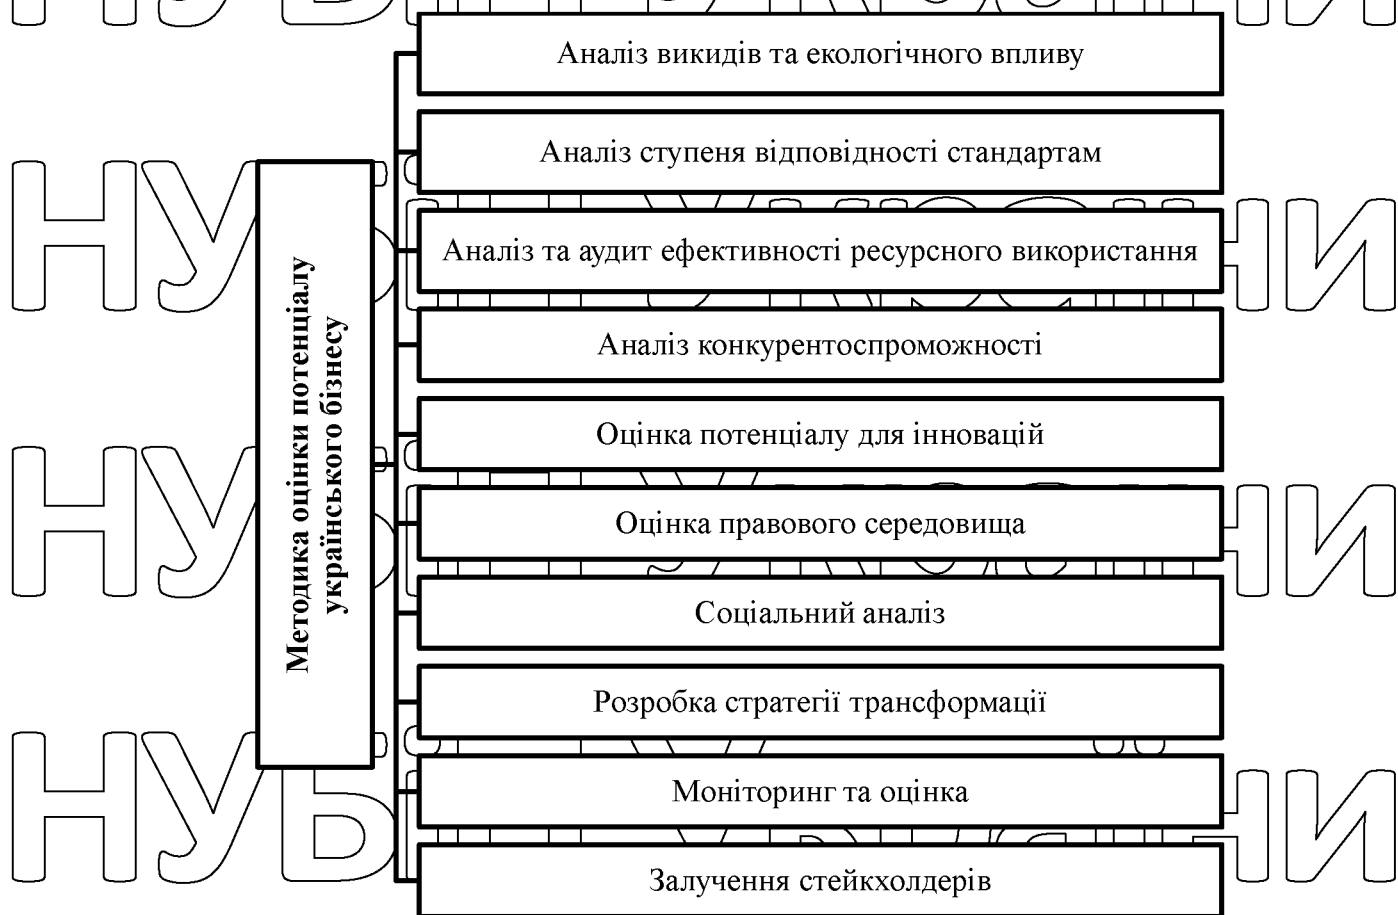 Методика оцінки потенціалу
українського бізнесу
Аналіз викидів та екологічного впливу
Аналіз ступеня відповідності стандартам
Аналіз та аудит ефективності ресурсного використання
Аналіз конкурентоспроможності
Оцінка потенціалу для інновацій
Оцінка правового середовища
Соціальний аналіз
Розробка стратегії трансформації
Моніторинг та оцінка
Залучення стейкхолдерів